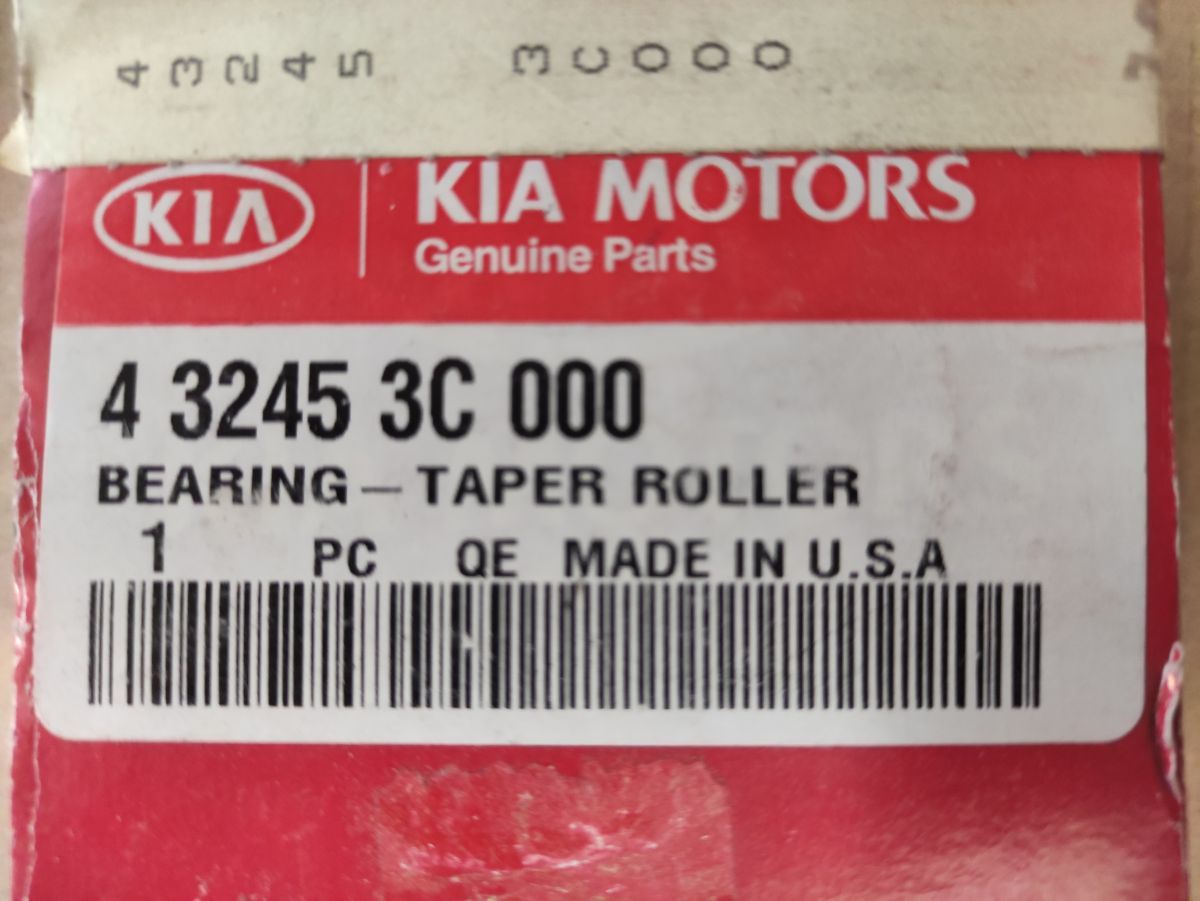 43245 3C000
KIA
KIA MOTORS
Genuine Parts
4 3245 3C 000
BEARING - TAPER ROLLER
1 PC QE MADE IN U.S.A